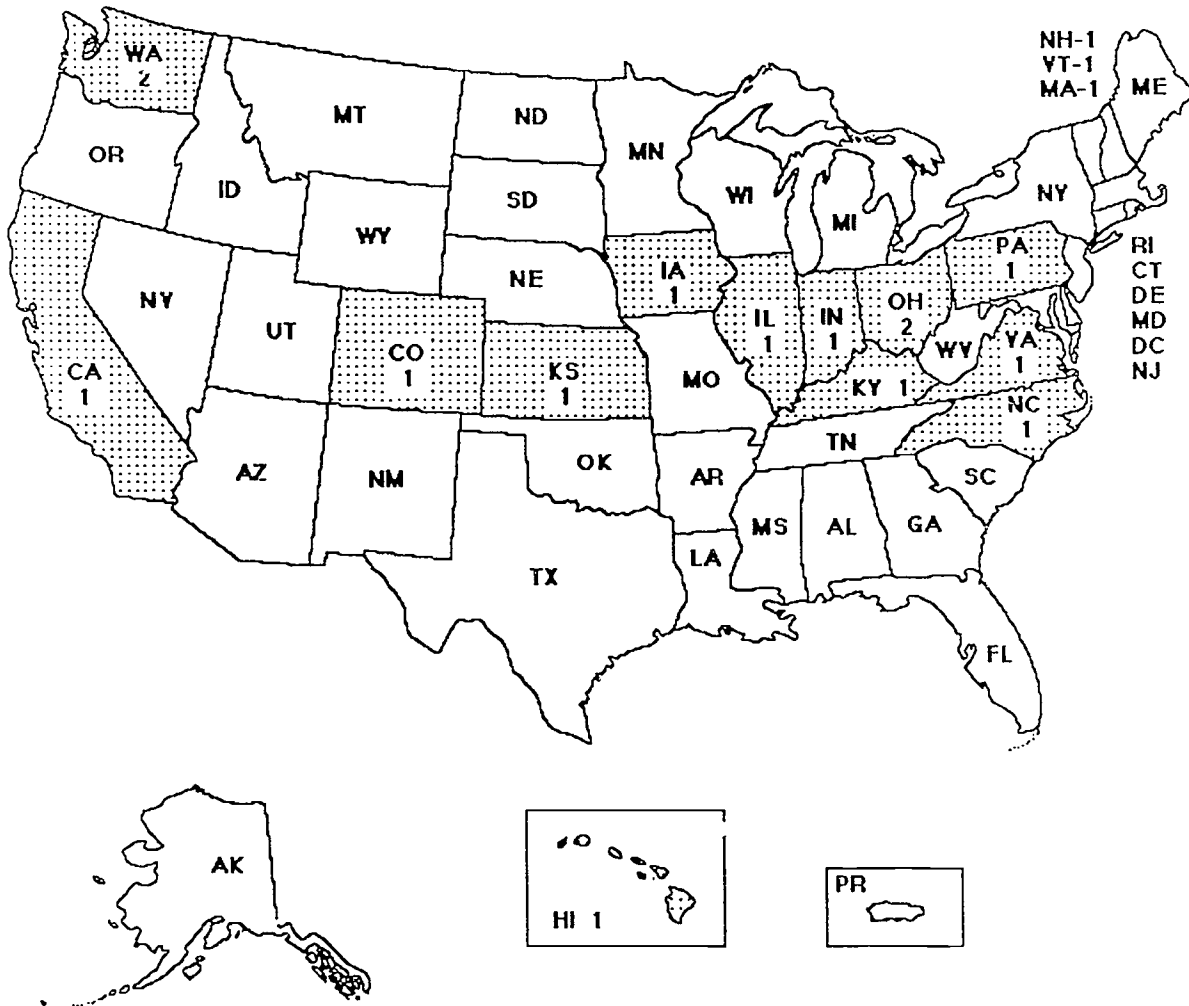 NH-1
VT-1
MA-1
ME
WA
2
MT
ND
MN
OR
ID
SD
WI
MI
NY
WY
NE
IA
1
PA
1
RI
CT
DE
MD
DC
NJ
NV
UT
CO
1
KS
1
IL
1
IN
1
OH
2
WV
VA
1
CA
1
MO
KY 1
NC
1
TN
AZ
NM
OK
AR
SC
MS
AL
GA
LA
TX
FL
AK
HI 1
PR